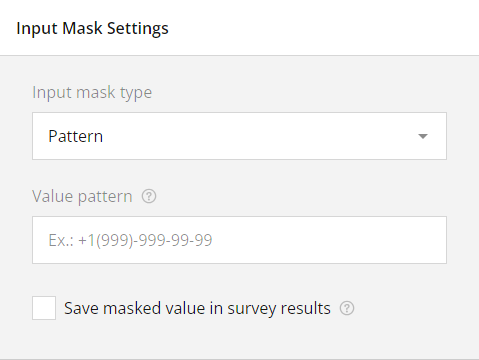 Input Mask Settings
Input mask type
Pattern
Value pattern ?
Ex.: +1(999)-999-99-99
Save masked value in survey results ?